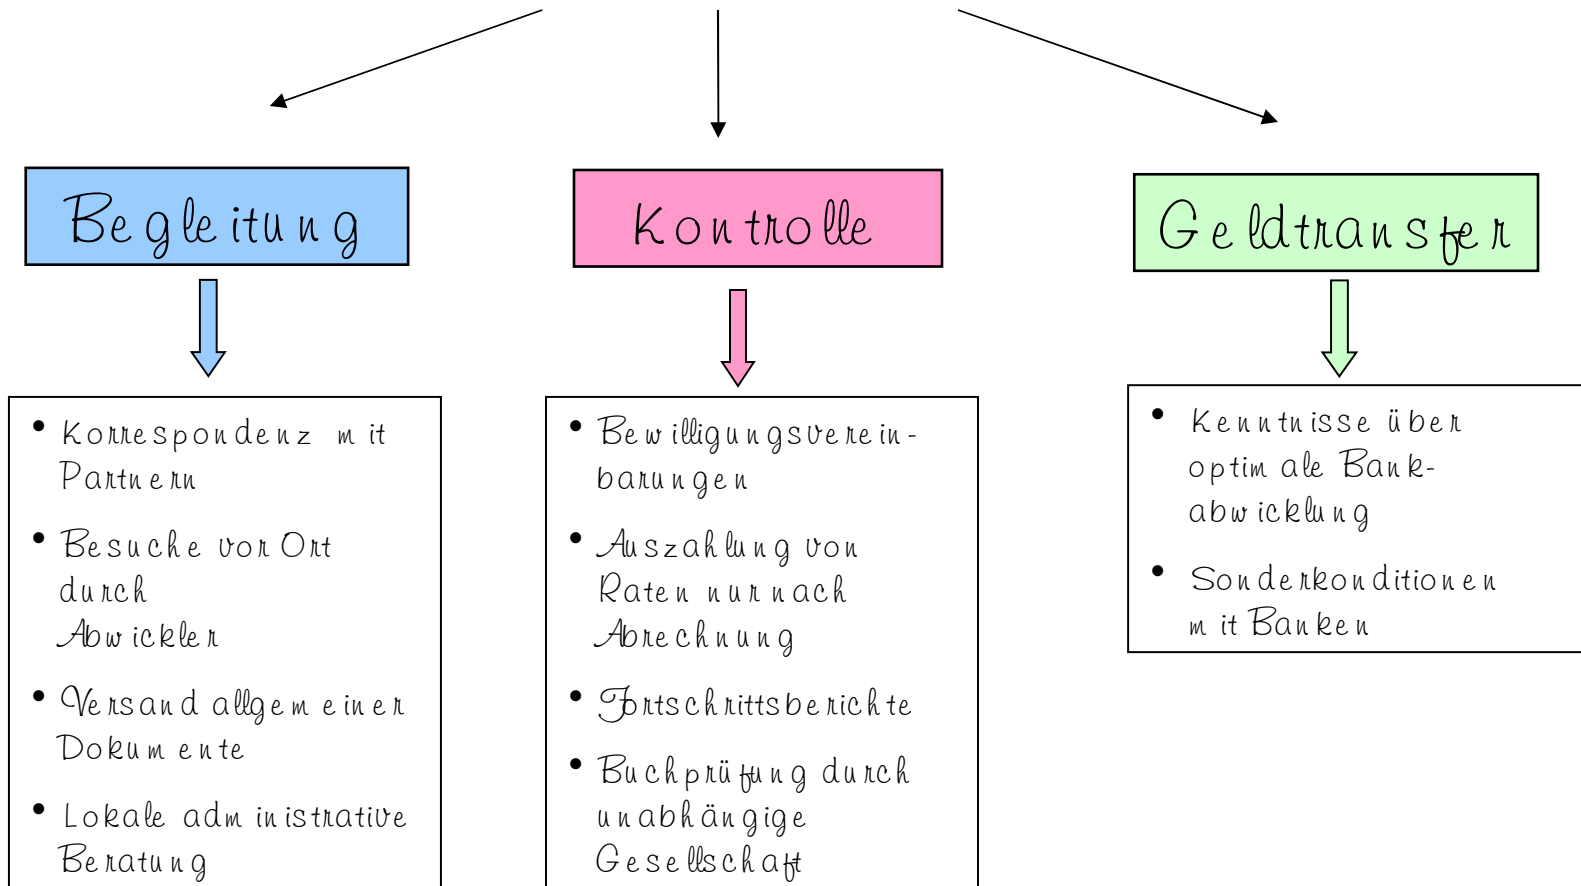 Begleitung
Kontrolle
Geldtransfer
• Korrespondenz mit
Partnern
• Besuche vor Ort
durch
Abwickler
• Versand allgemeiner
Dokumente
• Lokale administrative
Beratung
• Bewilligungsverein-
barungen
• Auszahlung von
Raten nur nach
Abrechnung
• Fortschrittsberichte
• Buchprüfung durch
unabhängige
Gesellschaft
• Kenntnisse über
optimale Bank-
abwicklung
• Sonderkonditionen
mit Banken